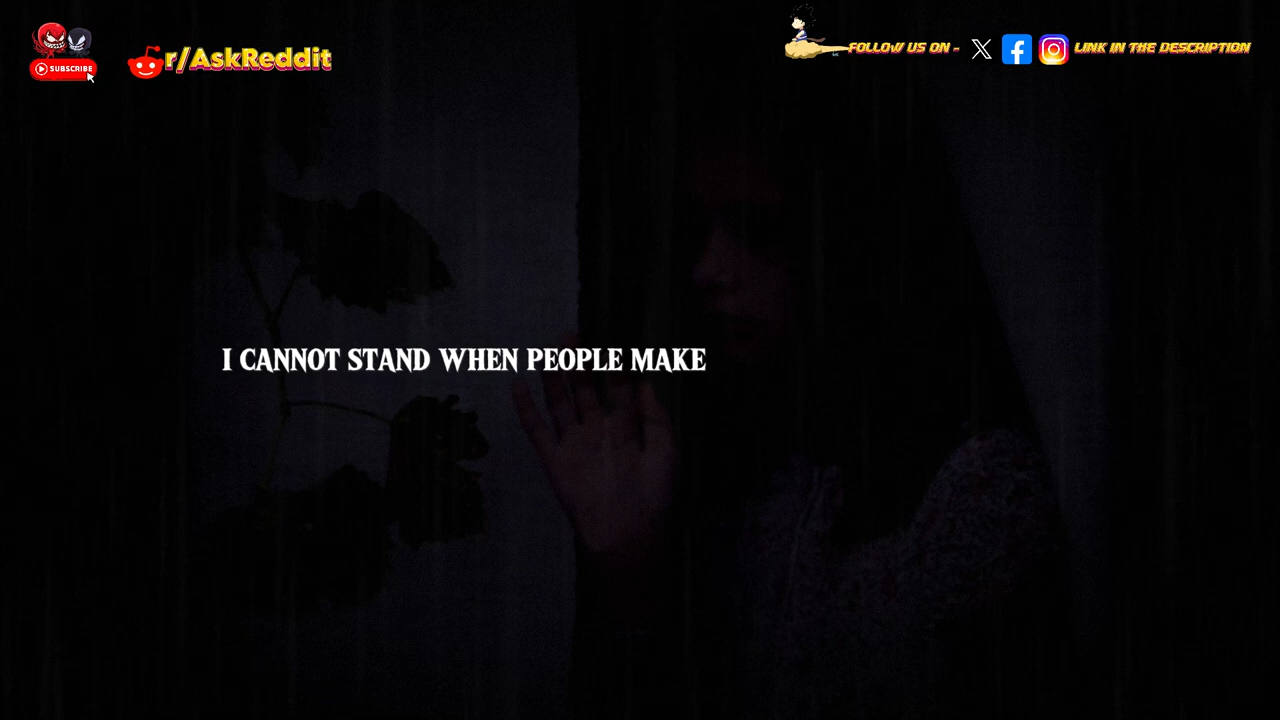 SUBSCRIBE
r/AskReddit
FOLLOW US ON -
LINK IN THE DESCRIPTION
I CANNOT STAND WHEN PEOPLE MAKE